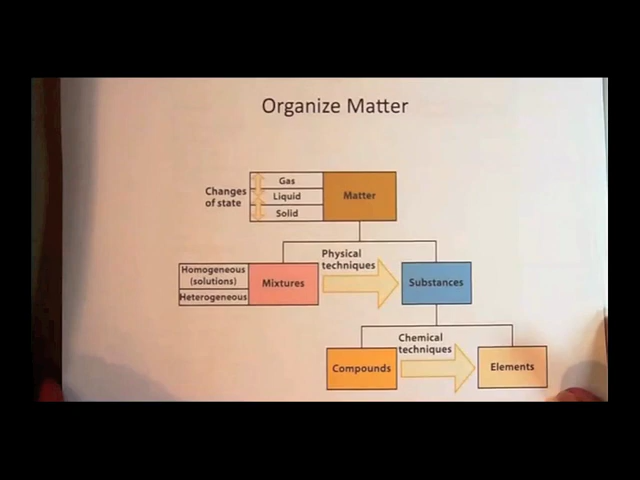 Organize Matter
Changes
of state
Gas
Liquid
Solid
Matter
Physical
techniques
Homogeneous
(solutions)
Heterogeneous
Mixtures
Substances
Chemical
techniques
Compounds
Elements